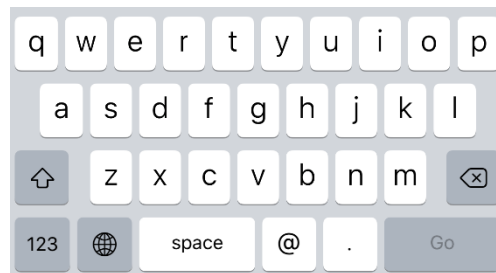 q w e r t y u i o p
a s d f g h j k l
z x c v b n m
123 space @ . Go